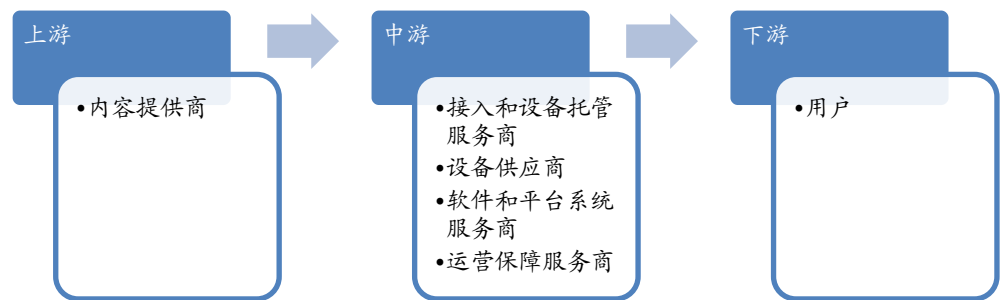 上游
•内容提供商
中游
•接入和设备托管
服务商
•设备供应商
•软件和平台系统
服务商
•运营保障服务商
下游
•用户